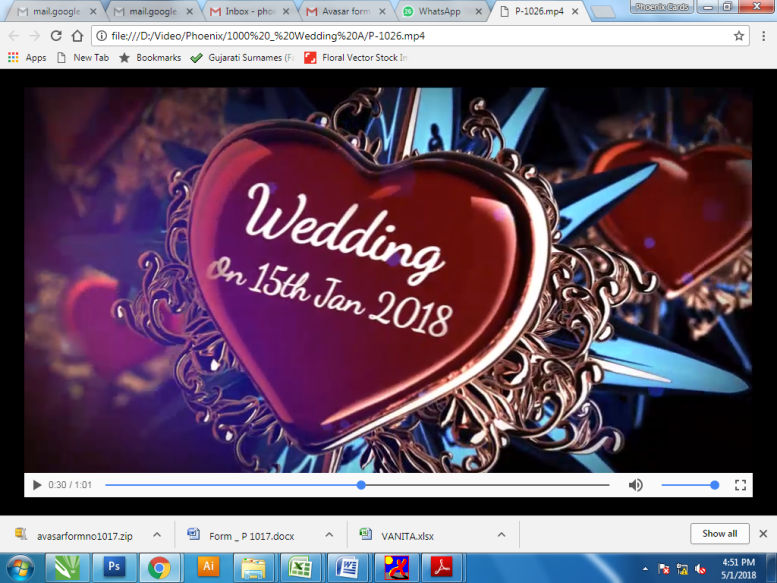 mail.google
mail.google
Inbox - phoe
Avasar form
WhatsApp
P-1026.mp4
Phoenix Cards
file:///D:/Video/Phoenix/1000%20_%20Wedding%20A/P-1026.mp4
Apps
New Tab
Bookmarks
Gujarati Surnames (Fa
Floral Vector Stock In
Wedding
on 15th Jan 2018
0:30 / 1:01
avasarformno1017.zip
Form _ P 1017.docx
VANITA.xlsx
Show all
Ps
Ai
4:51 PM
5/1/2018